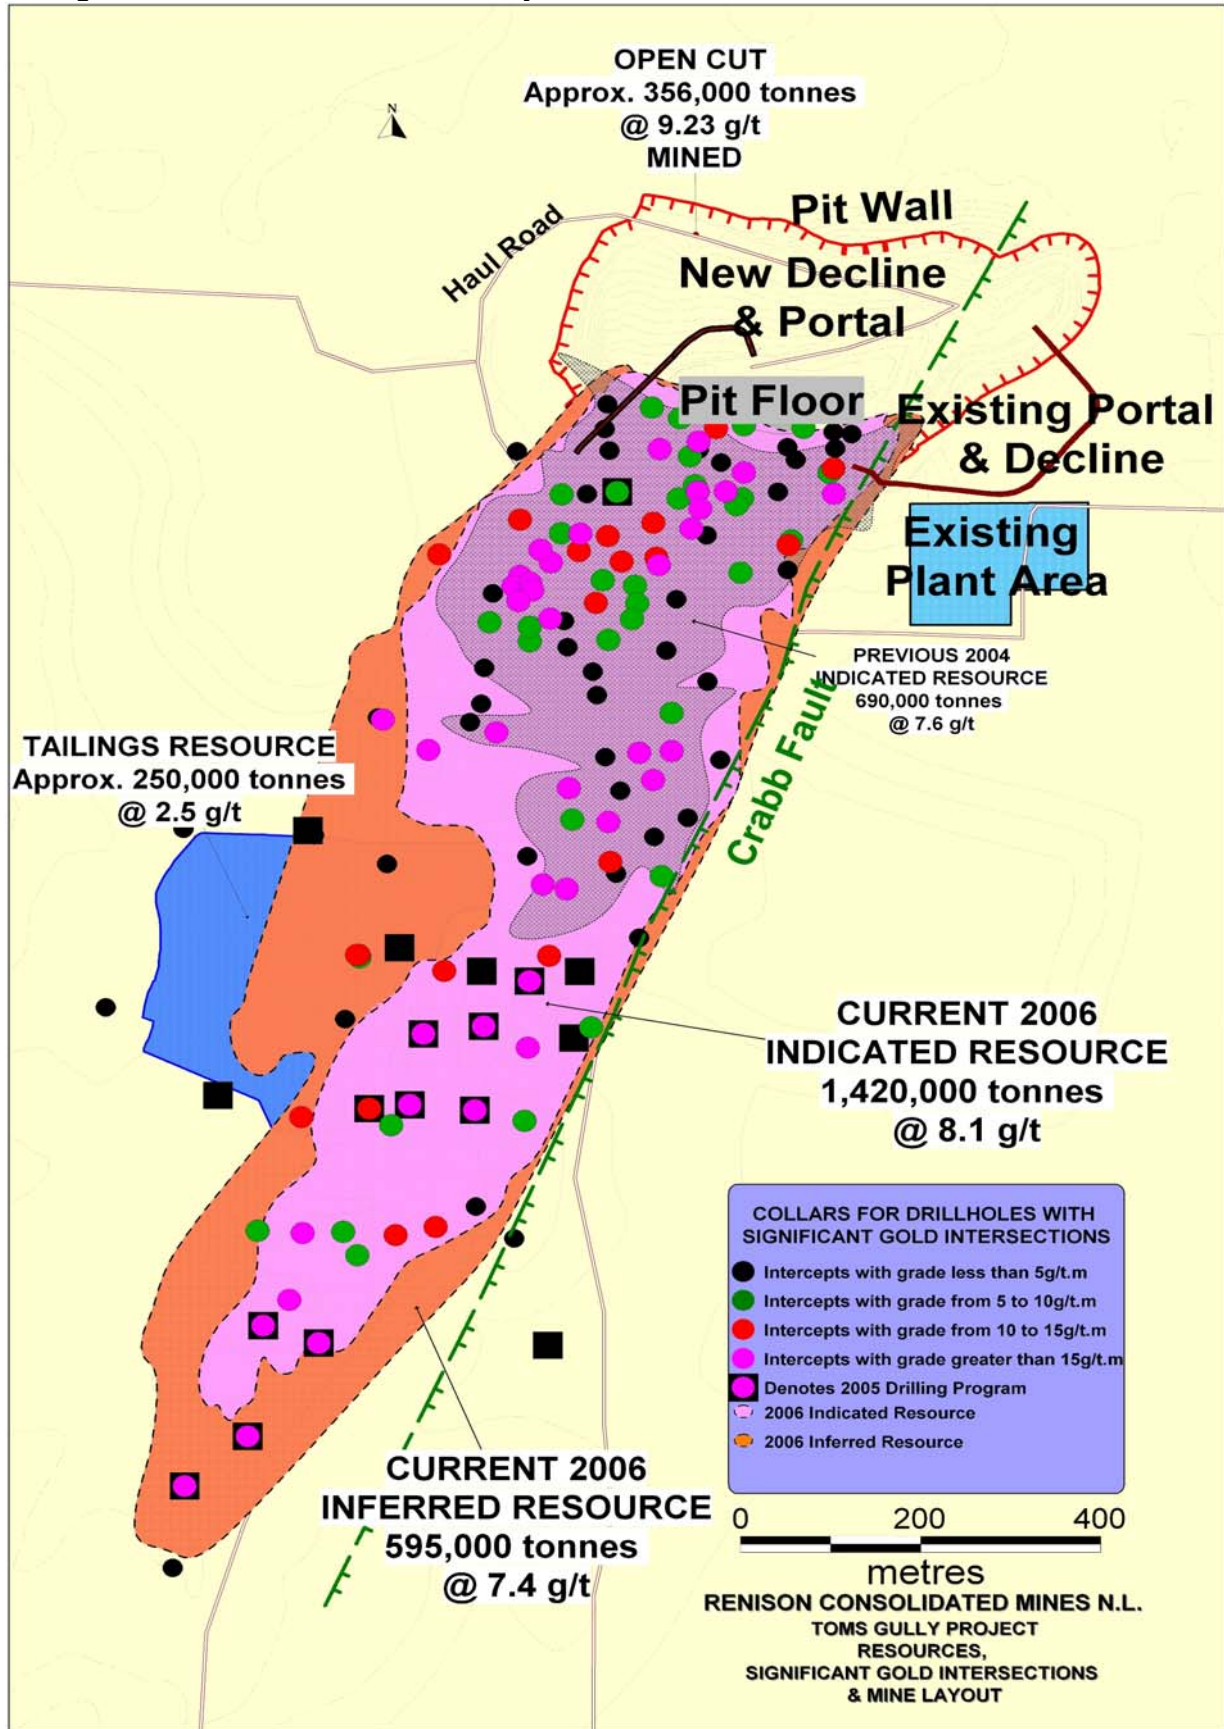 OPEN CUT
Approx. 356,000 tonnes
@ 9.23 g/t
MINED
N
Pit Wall
Haul Road
New Decline
& Portal
Pit Floor
Existing Portal
& Decline
Existing
Plant Area
PREVIOUS 2004
INDICATED RESOURCE
690,000 tonnes
@ 7.6 g/t
Crabb Fault
TAILINGS RESOURCE
Approx. 250,000 tonnes
@ 2.5 g/t
CURRENT 2006
INDICATED RESOURCE
1,420,000 tonnes
@ 8.1 g/t
COLLARS FOR DRILLHOLES WITH
SIGNIFICANT GOLD INTERSECTIONS
Intercepts with grade less than 5g/t.m
Intercepts with grade from 5 to 10g/t.m
Intercepts with grade from 10 to 15g/t.m
Intercepts with grade greater than 15g/t.m
Denotes 2005 Drilling Program
2006 Indicated Resource
2006 Inferred Resource
CURRENT 2006
INFERRED RESOURCE
595,000 tonnes
@ 7.4 g/t
0 200 400
metres
RENISON CONSOLIDATED MINES N.L.
TOMS GULLY PROJECT
RESOURCES,
SIGNIFICANT GOLD INTERSECTIONS
& MINE LAYOUT